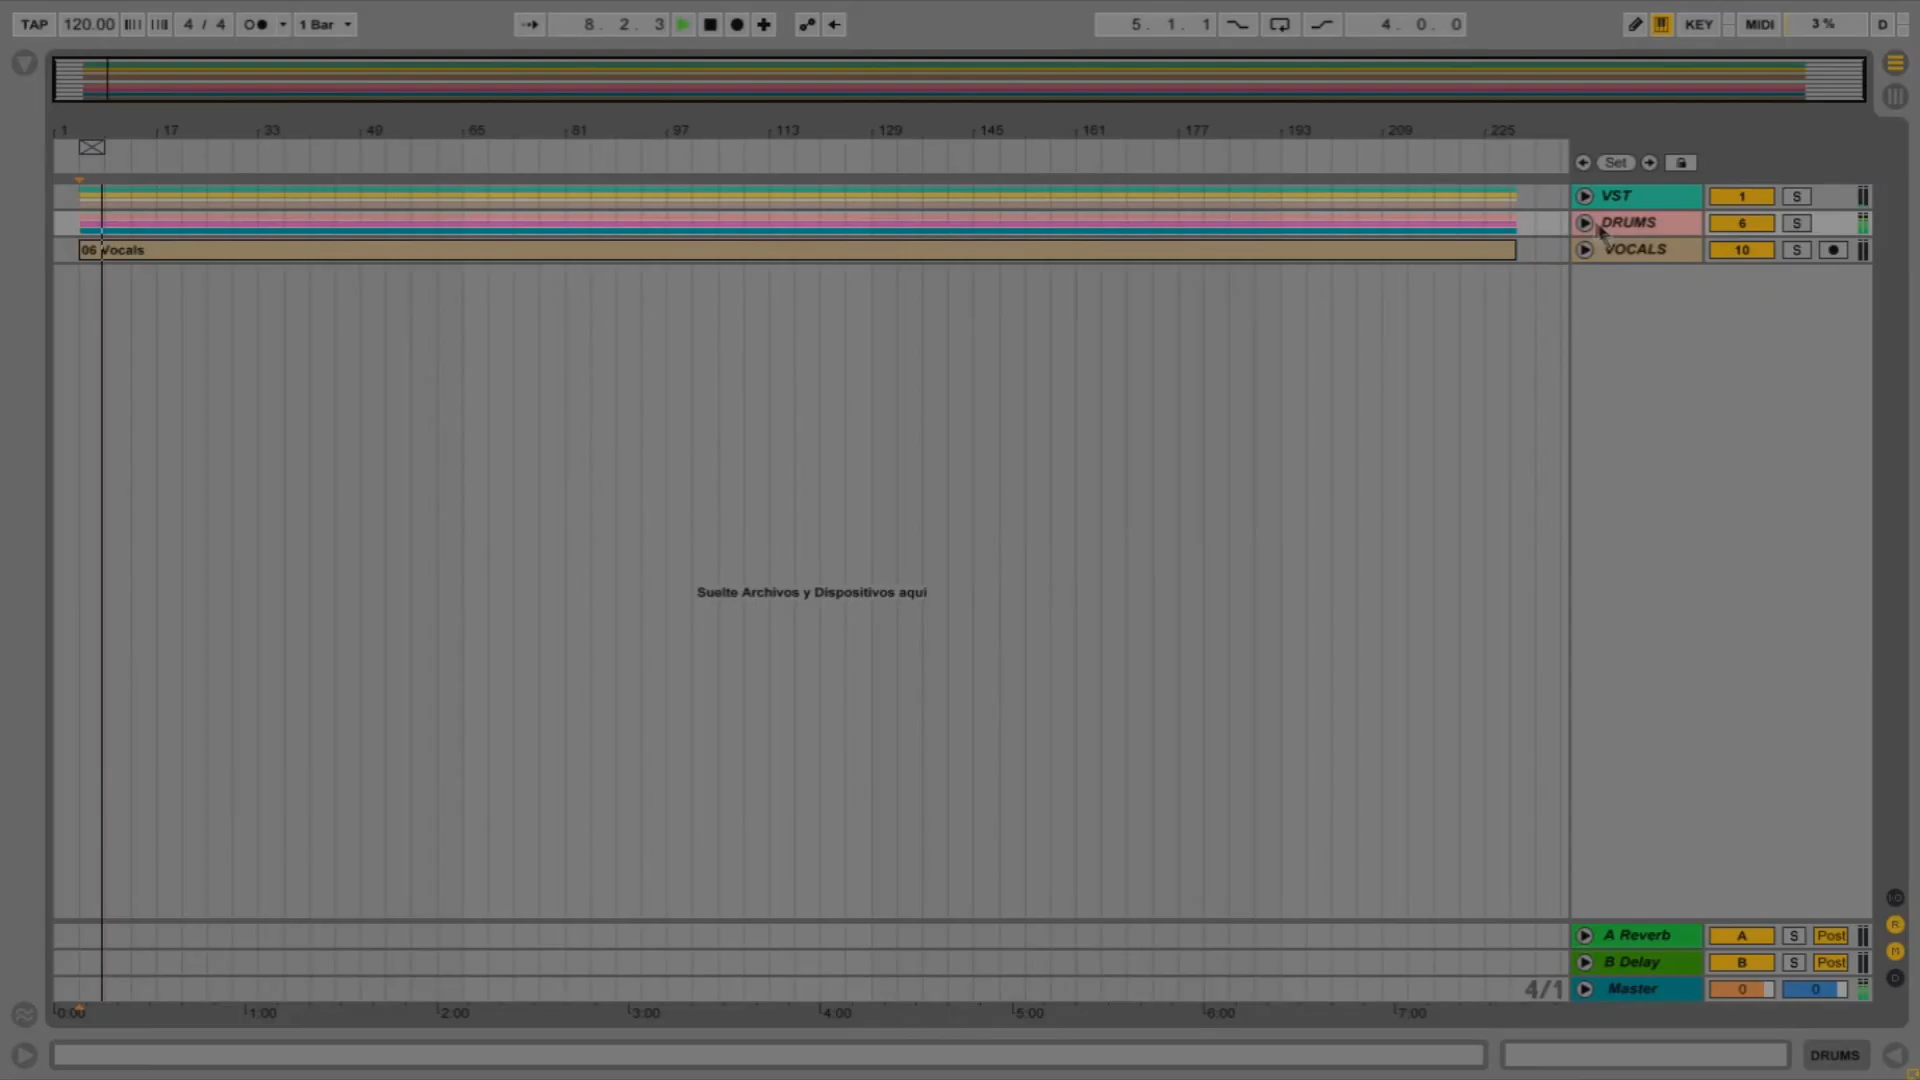 TAP 120.00 4 / 4 1 Bar 8. 2. 3 5. 1. 1 4. 0. 0 KEY MIDI 3 % D
1 17 33 49 65 81 97 113 129 145 161 177 193 209 225
Set
VST 1 S
DRUMS 6 S
06 Vocals VOCALS 10 S
Suelte Archivos y Dispositivos aquí
A Reverb A S Post
B Delay B S Post
4/1 Master 0 0
0:00 1:00 2:00 3:00 4:00 5:00 6:00 7:00
R
M
D
DRUMS